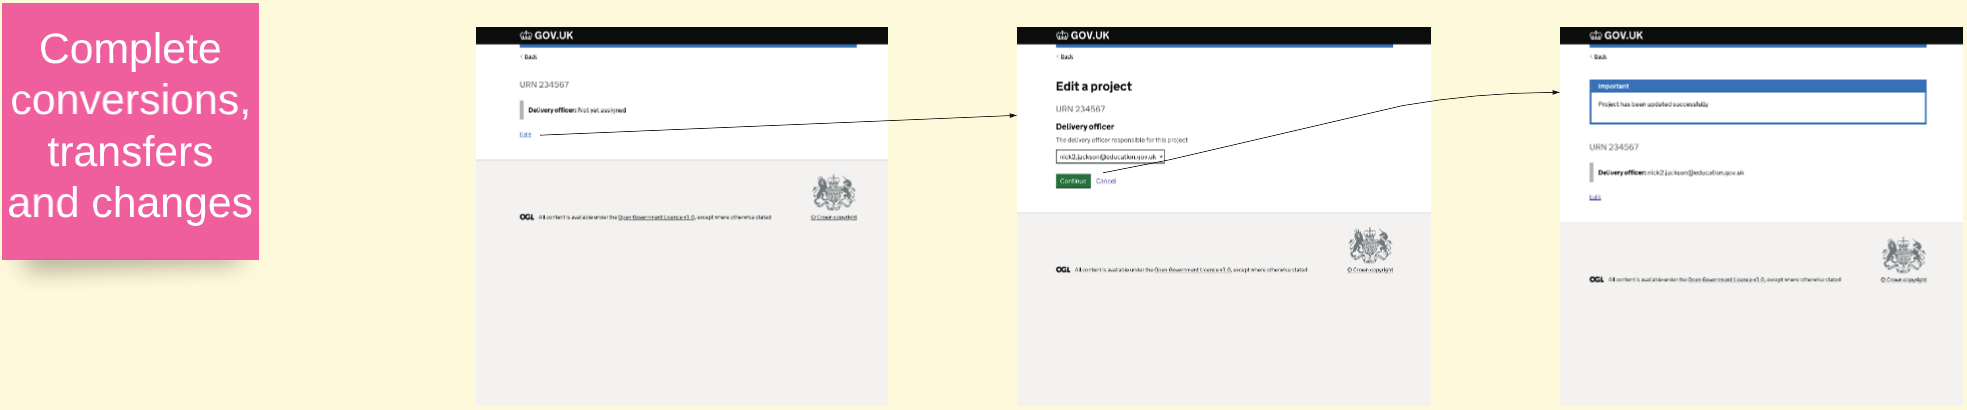 Complete
conversions,
transfers
and changes
GOV.UK
Back
URN 234567
Delivery officer: Not yet assigned
Edit
OGL All content is available under the Open Government Licence v3.0, except where otherwise stated
© Crown copyright
GOV.UK
Back
Edit a project
URN 234567
Delivery officer
The delivery officer responsible for this project
nick2.jackson@education.gov.uk
Continue Cancel
OGL All content is available under the Open Government Licence v3.0, except where otherwise stated
© Crown copyright
GOV.UK
Back
Important
Project has been updated successfully
URN 234567
Delivery officer: nick2.jackson@education.gov.uk
Edit
OGL All content is available under the Open Government Licence v3.0, except where otherwise stated
© Crown copyright